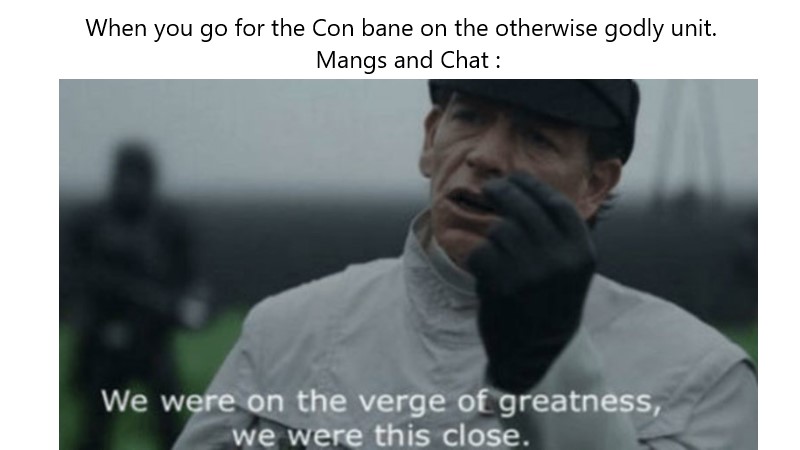 When you go for the Con bane on the otherwise godly unit.
Mangs and Chat :
We were on the verge of greatness,
we were this close.